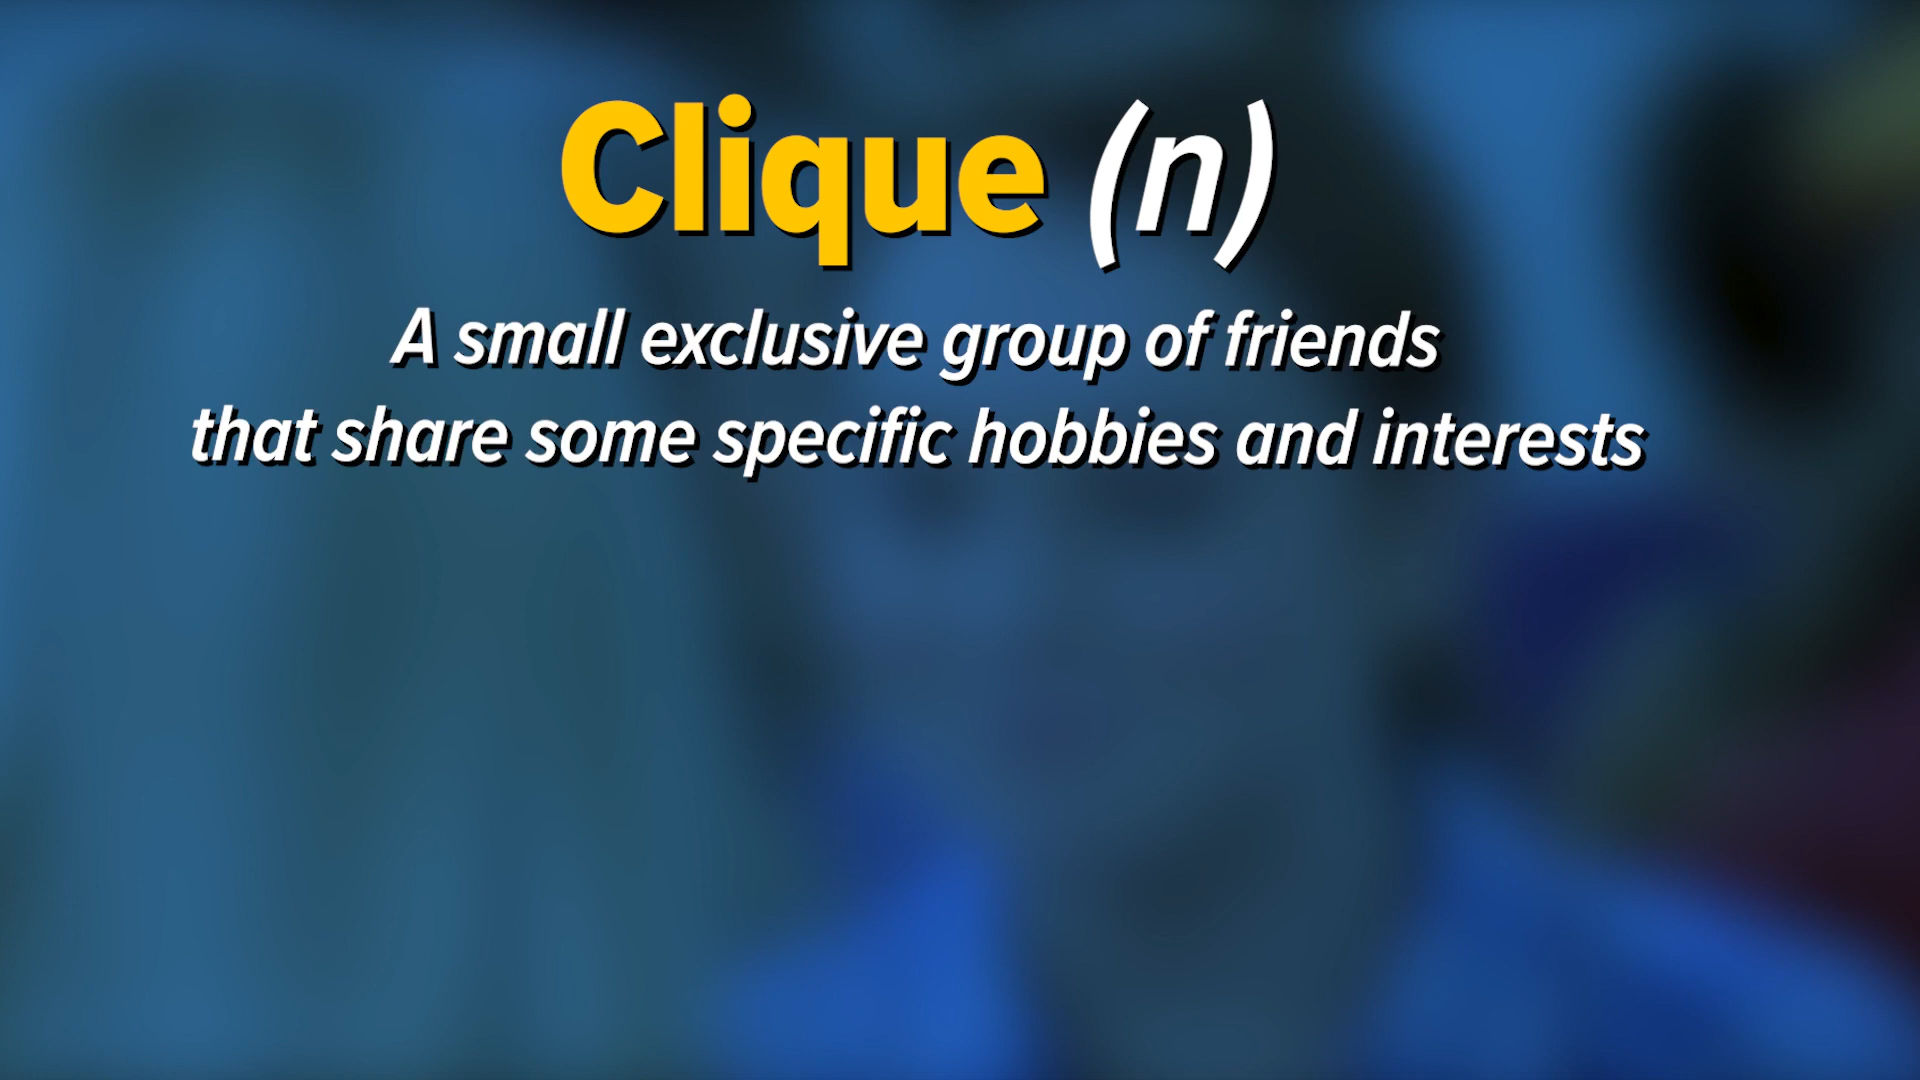 Clique (n)
A small exclusive group of friends
that share some specific hobbies and interests